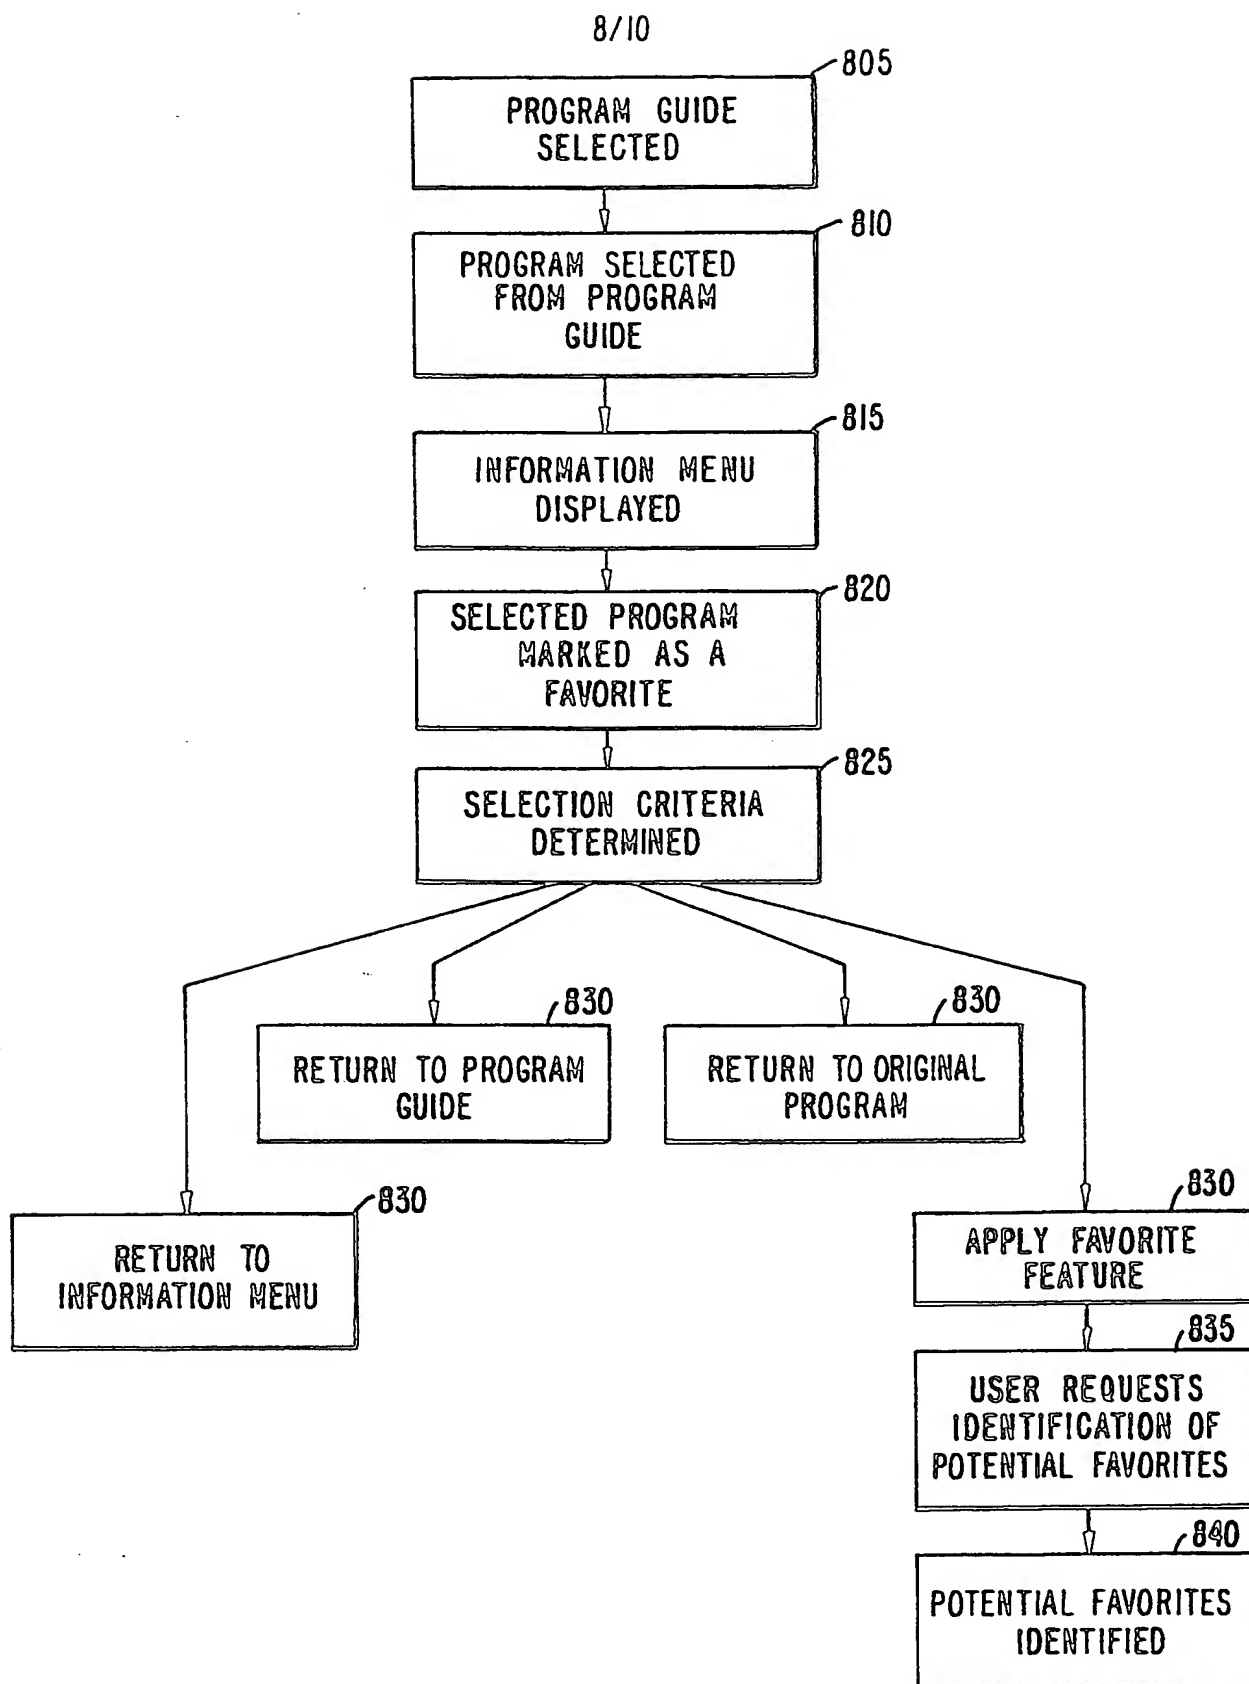 8/10
805
PROGRAM GUIDE
SELECTED
810
PROGRAM SELECTED
FROM PROGRAM
GUIDE
815
INFORMATION MENU
DISPLAYED
820
SELECTED PROGRAM
MARKED AS A
FAVORITE
825
SELECTION CRITERIA
DETERMINED
830
RETURN TO PROGRAM
GUIDE
830
RETURN TO ORIGINAL
PROGRAM
830
RETURN TO
INFORMATION MENU
830
APPLY FAVORITE
FEATURE
835
USER REQUESTS
IDENTIFICATION OF
POTENTIAL FAVORITES
840
POTENTIAL FAVORITES
IDENTIFIED